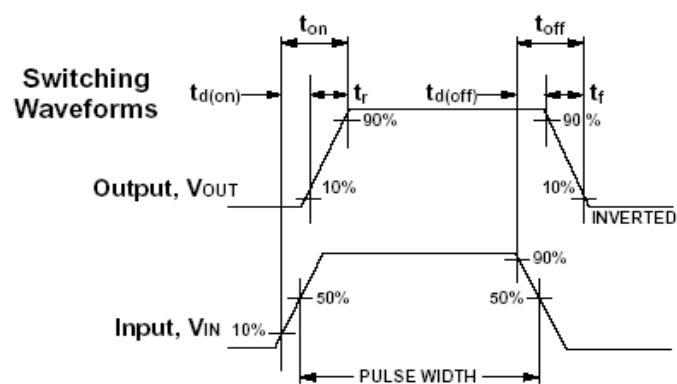 ton
toff
Switching
Waveforms
td(on)
tr
td(off)
tf
90%
90%
Output, VOUT
10%
10%
INVERTED
90%
50%
50%
Input, VIN
10%
PULSE WIDTH